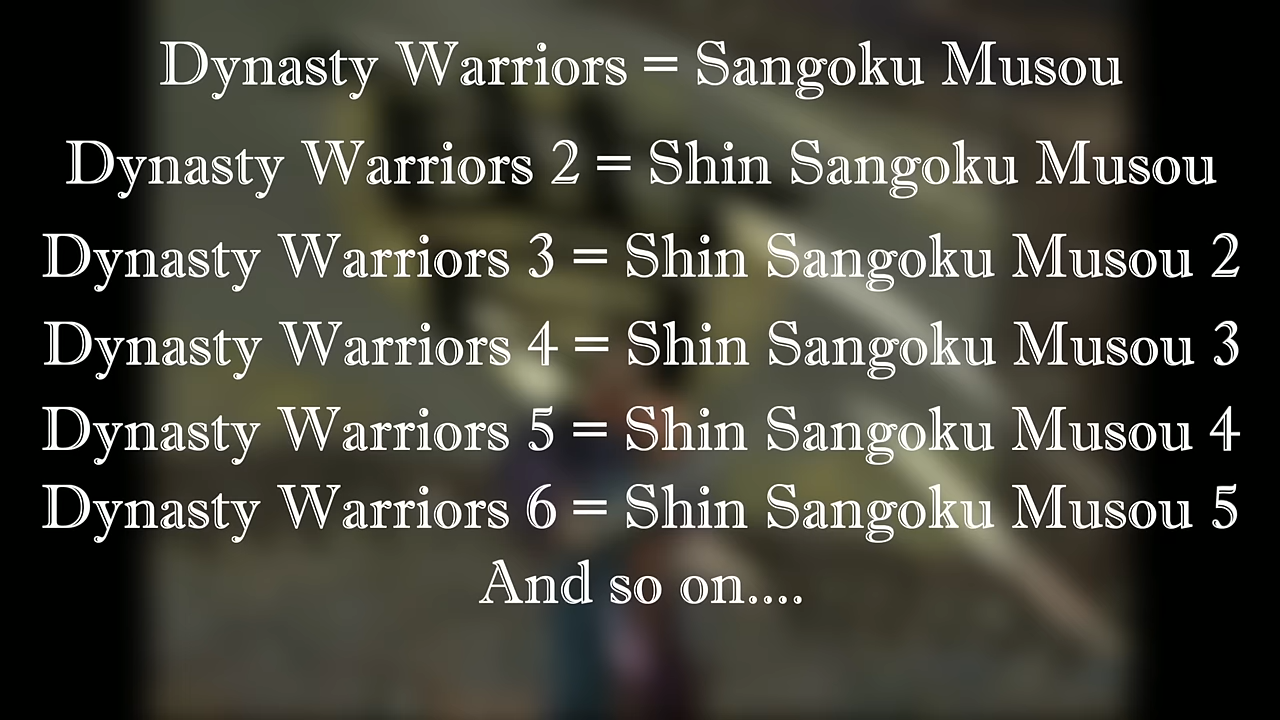 Dynasty Warriors = Sangoku Musou
Dynasty Warriors 2 = Shin Sangoku Musou
Dynasty Warriors 3 = Shin Sangoku Musou 2
Dynasty Warriors 4 = Shin Sangoku Musou 3
Dynasty Warriors 5 = Shin Sangoku Musou 4
Dynasty Warriors 6 = Shin Sangoku Musou 5
And so on....